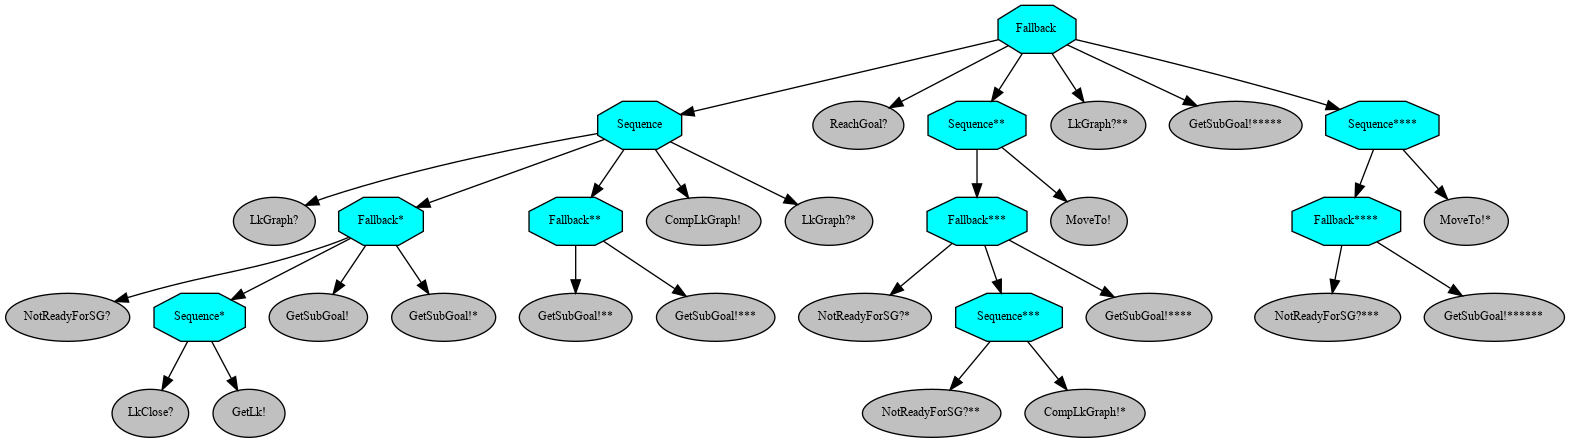 Fallback
Sequence
ReachGoal?
Sequence**
LkGraph?**
GetSubGoal!*****
Sequence****
LkGraph?
Fallback*
Fallback**
CompLkGraph!
LkGraph?*
Fallback***
MoveTo!
Fallback****
MoveTo!*
NotReadyForSG?
Sequence*
GetSubGoal!
GetSubGoal!*
GetSubGoal!**
GetSubGoal!***
NotReadyForSG?*
Sequence***
GetSubGoal!****
NotReadyForSG?***
GetSubGoal!******
LkClose?
GetLk!
NotReadyForSG?**
CompLkGraph!*